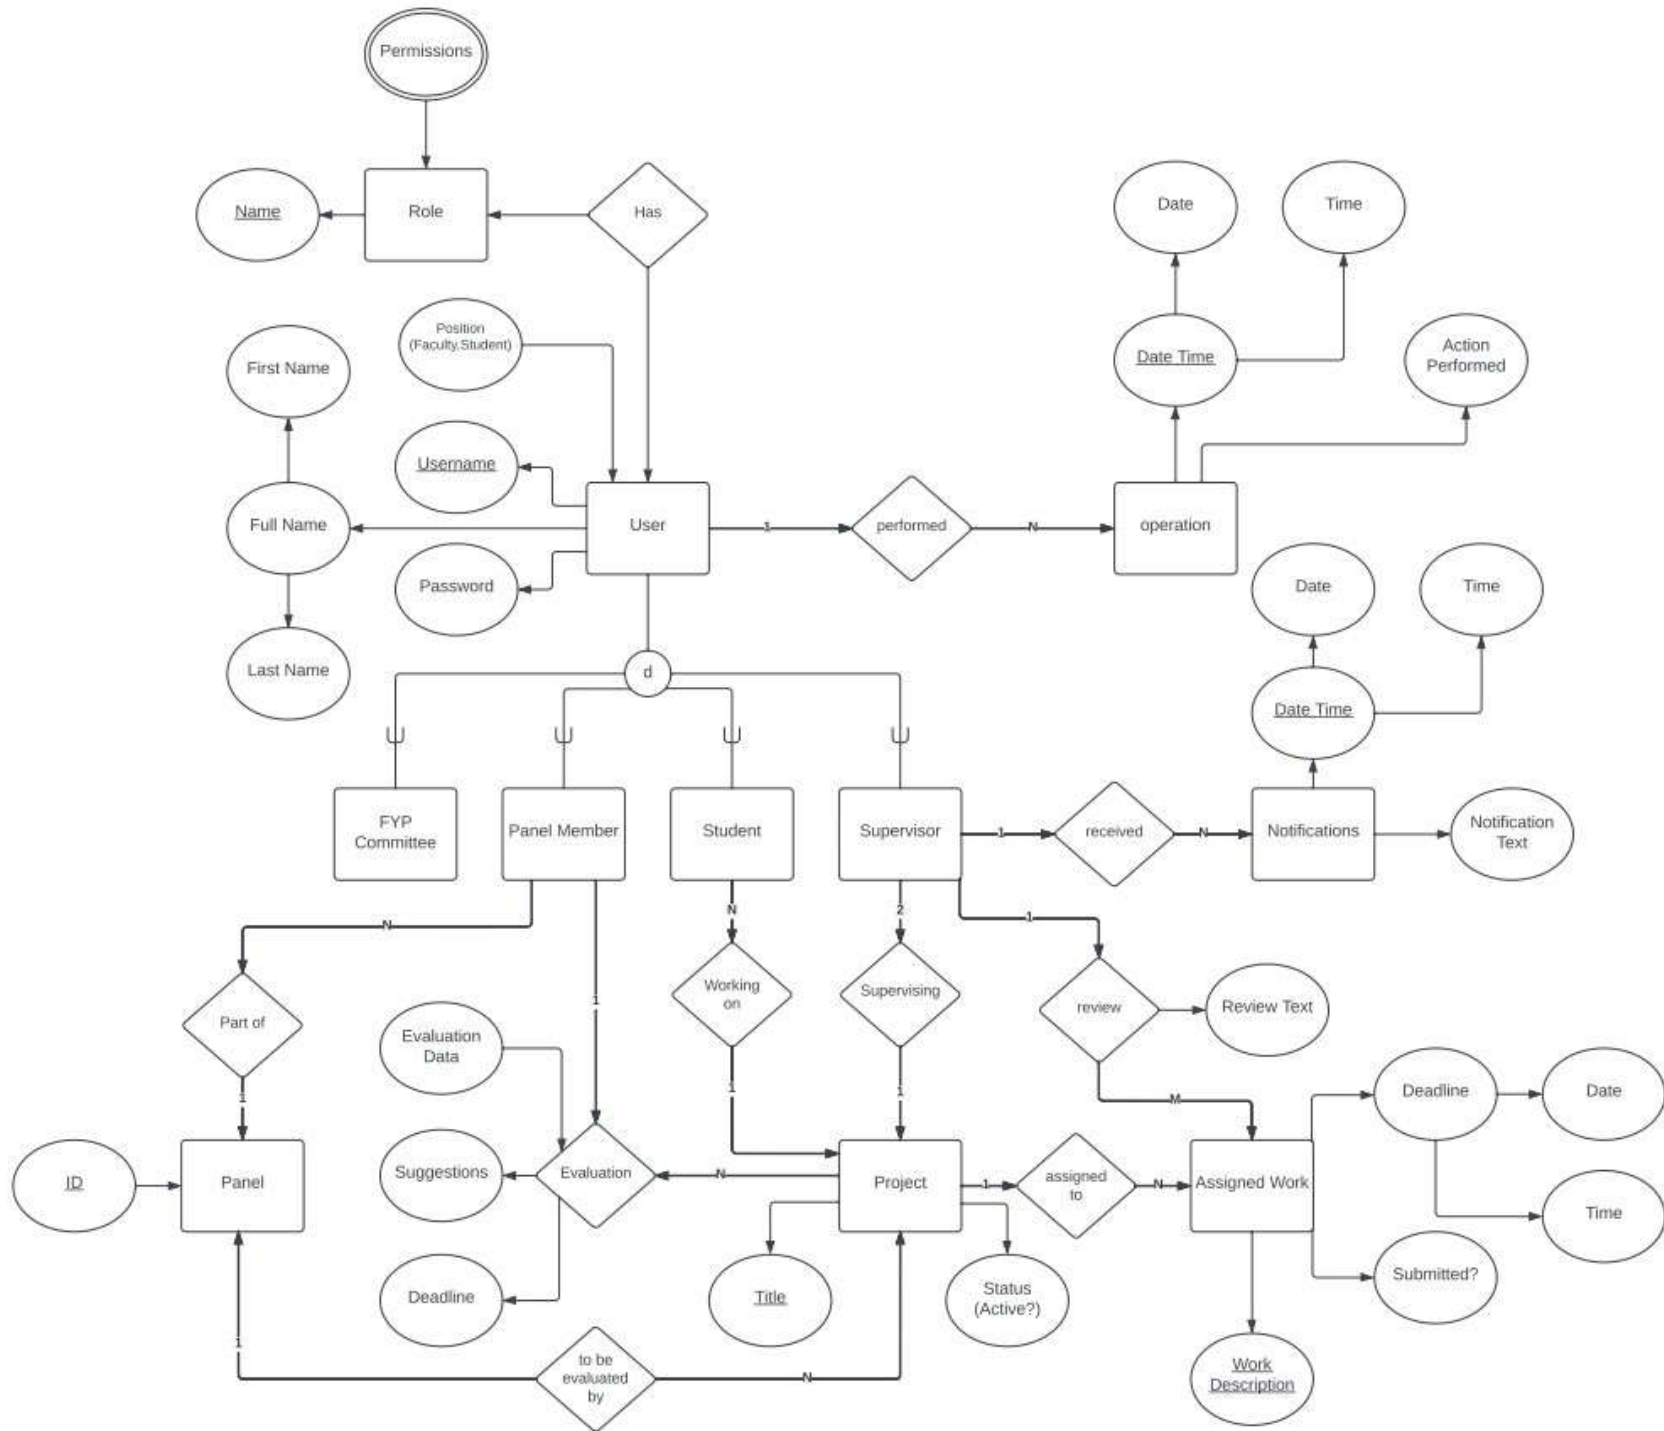 Permissions
Name
Role
Has
Date
Time
Position
(Faculty,Student)
First Name
Date Time
Action
Performed
Username
Full Name
User
1
performed
N
operation
Password
Date
Time
Last Name
d
Date Time
FYP
Committee
Panel Member
Student
Supervisor
1
received
N
Notifications
Notification
Text
N
N
2
1
Part of
1
Working
on
Supervising
review
Review Text
Evaluation
Data
1
1
1
M
Deadline
Date
ID
Panel
Suggestions
Evaluation
N
Project
1
assigned
to
N
Assigned Work
Time
Deadline
Title
Status
(Active?)
Submitted?
1
to be
evaluated
by
N
Work
Description